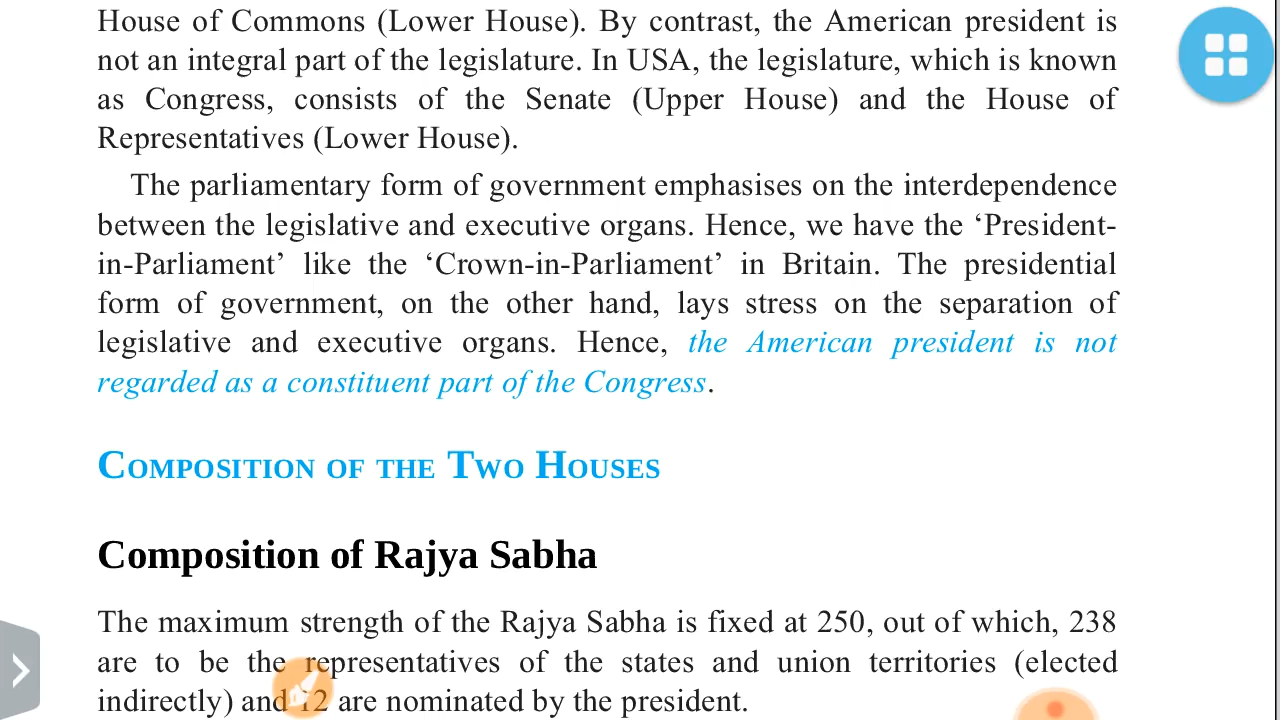 House of Commons (Lower House). By contrast, the American president is
not an integral part of the legislature. In USA, the legislature, which is known
as Congress, consists of the Senate (Upper House) and the House of
Representatives (Lower House).
The parliamentary form of government emphasises on the interdependence
between the legislative and executive organs. Hence, we have the ‘President-
in-Parliament’ like the ‘Crown-in-Parliament’ in Britain. The presidential
form of government, on the other hand, lays stress on the separation of
legislative and executive organs. Hence, the American president is not
regarded as a constituent part of the Congress.
COMPOSITION OF THE TWO HOUSES
Composition of Rajya Sabha
The maximum strength of the Rajya Sabha is fixed at 250, out of which, 238
are to be the representatives of the states and union territories (elected
indirectly) and 12 are nominated by the president.